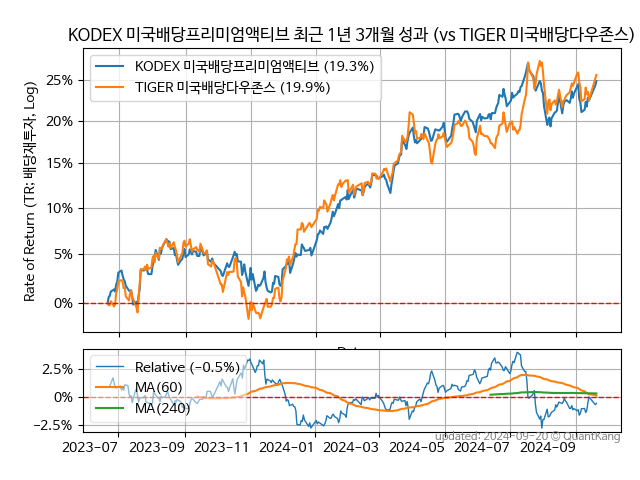 KODEX 미국배당프리미엄액티브 최근 1년 3개월 성과 (vs TIGER 미국배당다우존스)
KODEX 미국배당프리미엄액티브 (19.3%)
TIGER 미국배당다우존스 (19.9%)
Rate of Return (TR: 배당재투자, Log)
25%
20%
15%
10%
5%
0%
Relative (−0.5%)
MA(60)
MA(240)
2.5%
0.0%
−2.5%
2023-07 2023-09 2023-11 2024-01 2024-03 2024-05 2024-07 2024-09
updated: 2024-09-20 © QuantKang